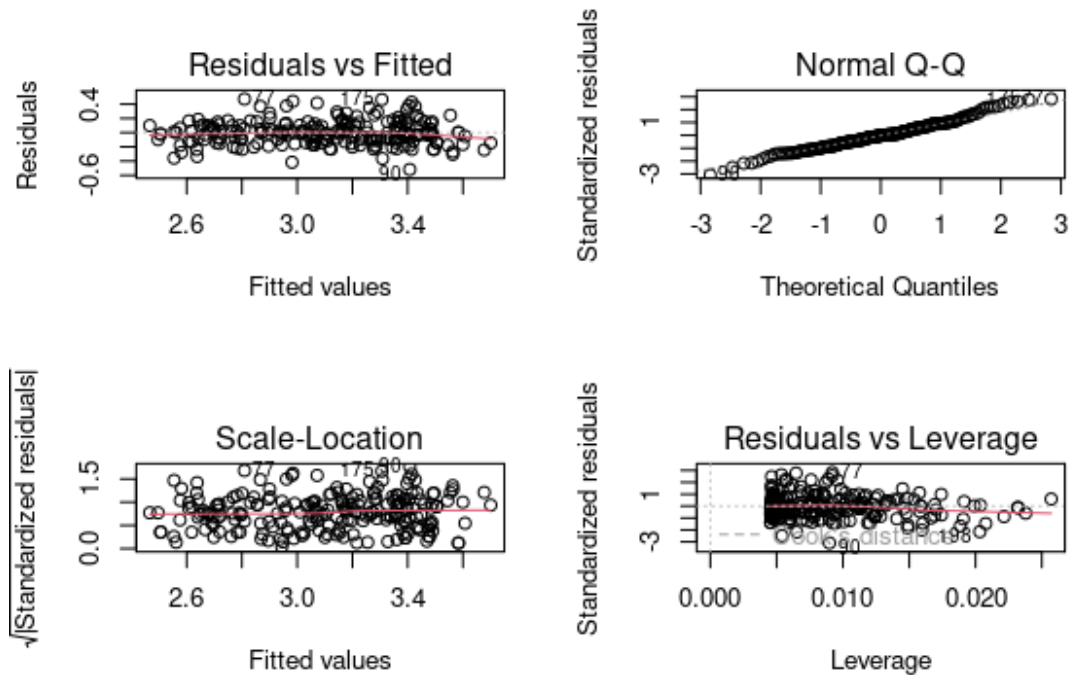 Residuals vs Fitted
Residuals
0.4
-0.6
77
175
90
2.6 3.0 3.4
Fitted values
Normal Q-Q
Standardized residuals
1
-3
-3 -2 -1 0 1 2 3
Theoretical Quantiles
Scale-Location
√|Standardized residuals|
1.5
0.0
77
175
90
2.6 3.0 3.4
Fitted values
Residuals vs Leverage
Standardized residuals
1
-3
77
Cook's distance
198
90
0.000 0.010 0.020
Leverage